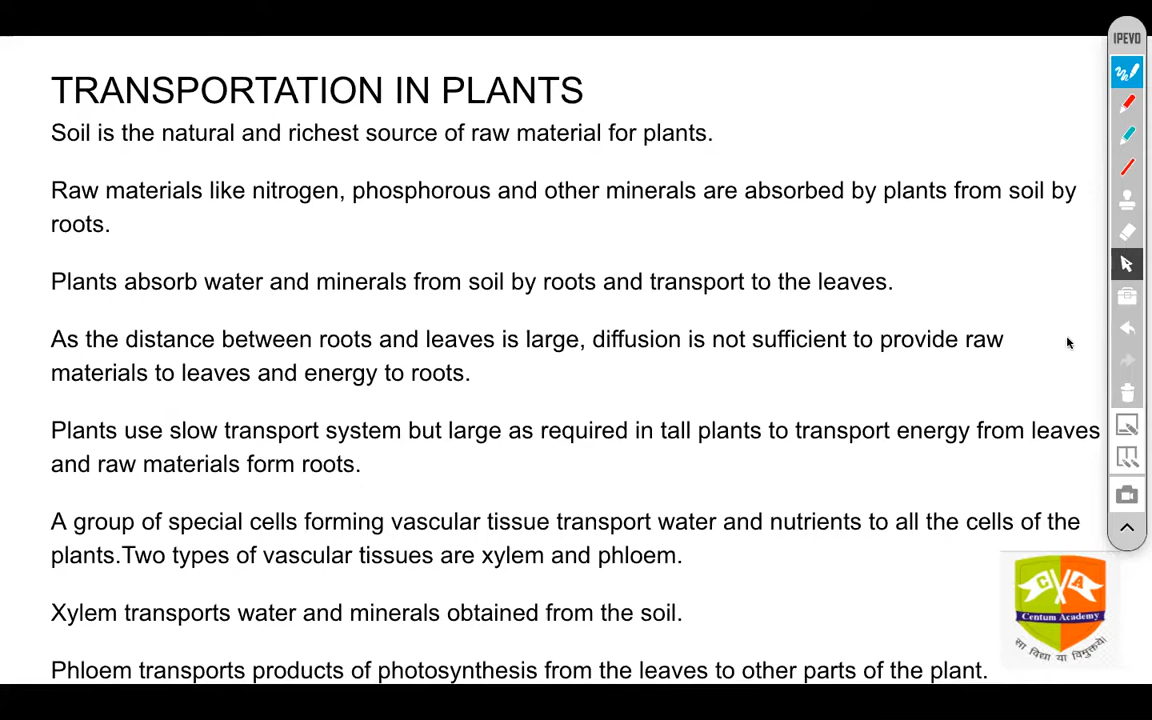 IPEVO
TRANSPORTATION IN PLANTS
Soil is the natural and richest source of raw material for plants.
Raw materials like nitrogen, phosphorous and other minerals are absorbed by plants from soil by
roots.
Plants absorb water and minerals from soil by roots and transport to the leaves.
As the distance between roots and leaves is large, diffusion is not sufficient to provide raw
materials to leaves and energy to roots.
Plants use slow transport system but large as required in tall plants to transport energy from leaves
and raw materials form roots.
A group of special cells forming vascular tissue transport water and nutrients to all the cells of the
plants.Two types of vascular tissues are xylem and phloem.
Xylem transports water and minerals obtained from the soil.
Phloem transports products of photosynthesis from the leaves to other parts of the plant.
C A
Centum Academy
सा विद्या या विमुक्तये